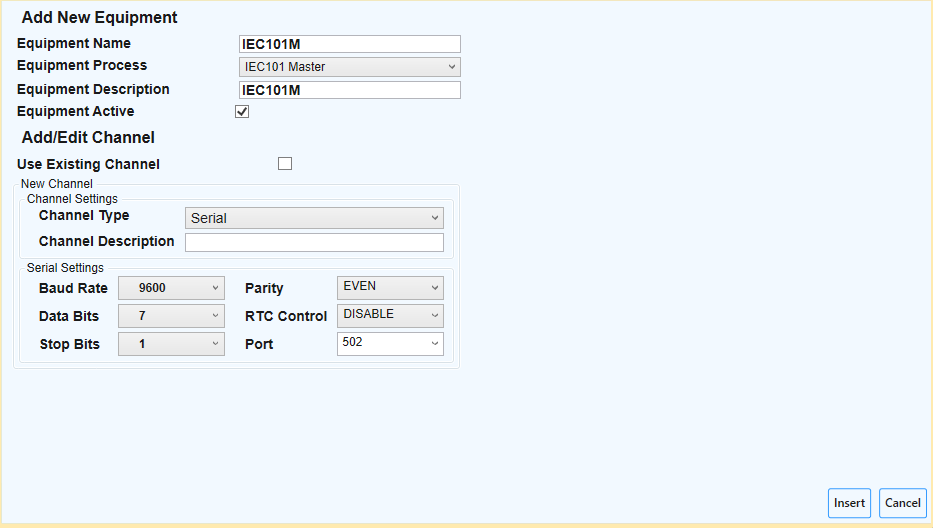 Add New Equipment
Equipment Name IEC101M
Equipment Process IEC101 Master
Equipment Description IEC101M
Equipment Active
Add/Edit Channel
Use Existing Channel
New Channel
Channel Settings
Channel Type Serial
Channel Description
Serial Settings
Baud Rate 9600 Parity EVEN
Data Bits 7 RTC Control DISABLE
Stop Bits 1 Port 502
Insert Cancel